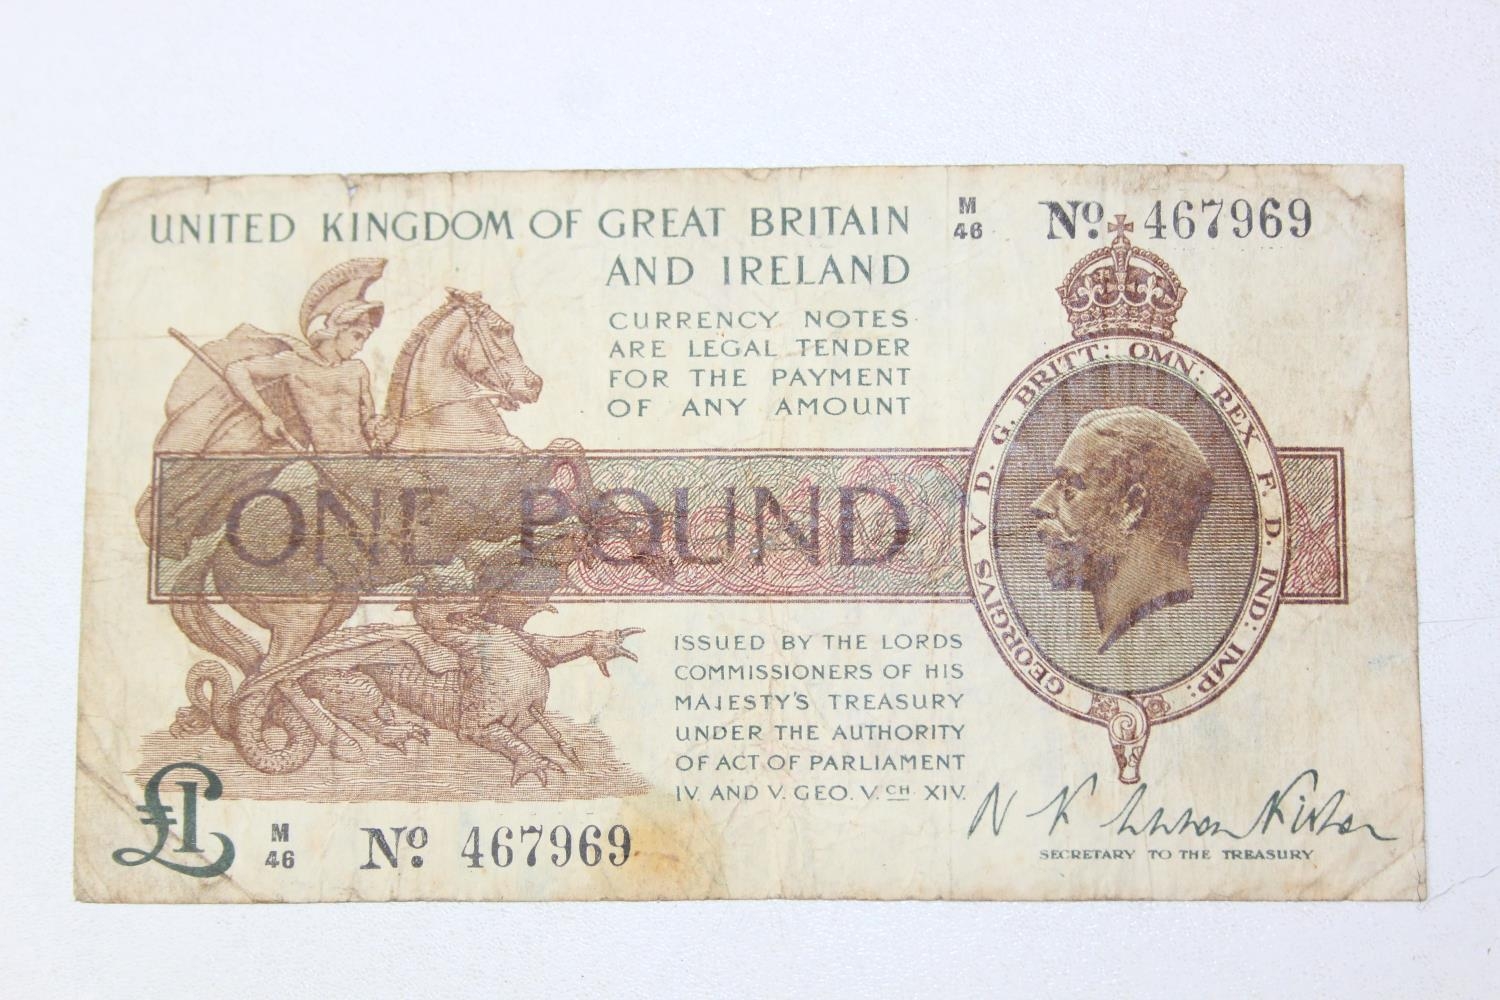 UNITED KINGDOM OF GREAT BRITAIN
AND IRELAND
M
46
Nº 467969
CURRENCY NOTES
ARE LEGAL TENDER
FOR THE PAYMENT
OF ANY AMOUNT
GEORGIVS V D. G. BRITT: OMN: REX F. D. IND: IMP:
ONE POUND
ISSUED BY THE LORDS
COMMISSIONERS OF HIS
MAJESTY'S TREASURY
UNDER THE AUTHORITY
OF ACT OF PARLIAMENT
IV. AND V. GEO. V. CH. XIV.
£1
M
46
Nº 467969
N K Warren Fisher
SECRETARY TO THE TREASURY